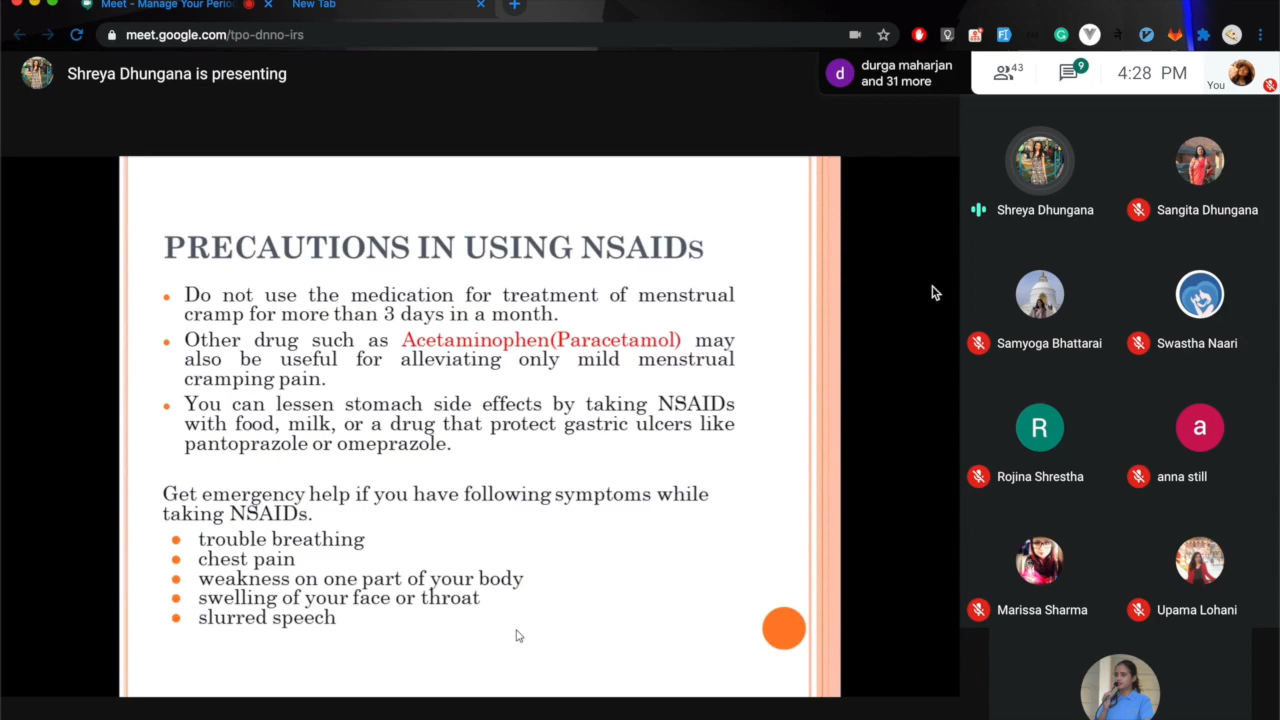 Meet - Manage Your Perio
New Tab
meet.google.com/tpo-dnno-irs
Shreya Dhungana is presenting
d
durga maharjan
and 31 more
43
9
4:28 PM
You
PRECAUTIONS IN USING NSAIDs
Do not use the medication for treatment of menstrual
cramp for more than 3 days in a month.
Other drug such as Acetaminophen(Paracetamol) may
also be useful for alleviating only mild menstrual
cramping pain.
You can lessen stomach side effects by taking NSAIDs
with food, milk, or a drug that protect gastric ulcers like
pantoprazole or omeprazole.
Get emergency help if you have following symptoms while
taking NSAIDs.
trouble breathing
chest pain
weakness on one part of your body
swelling of your face or throat
slurred speech
Shreya Dhungana
Sangita Dhungana
Samyoga Bhattarai
Swastha Naari
R
a
Rojina Shrestha
anna still
Marissa Sharma
Upama Lohani